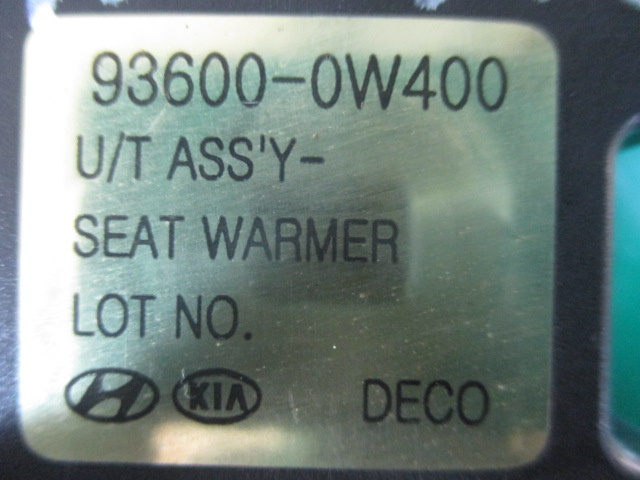 93600-0W400
U/T ASS'Y-
SEAT WARMER
LOT NO.
KIA DECO